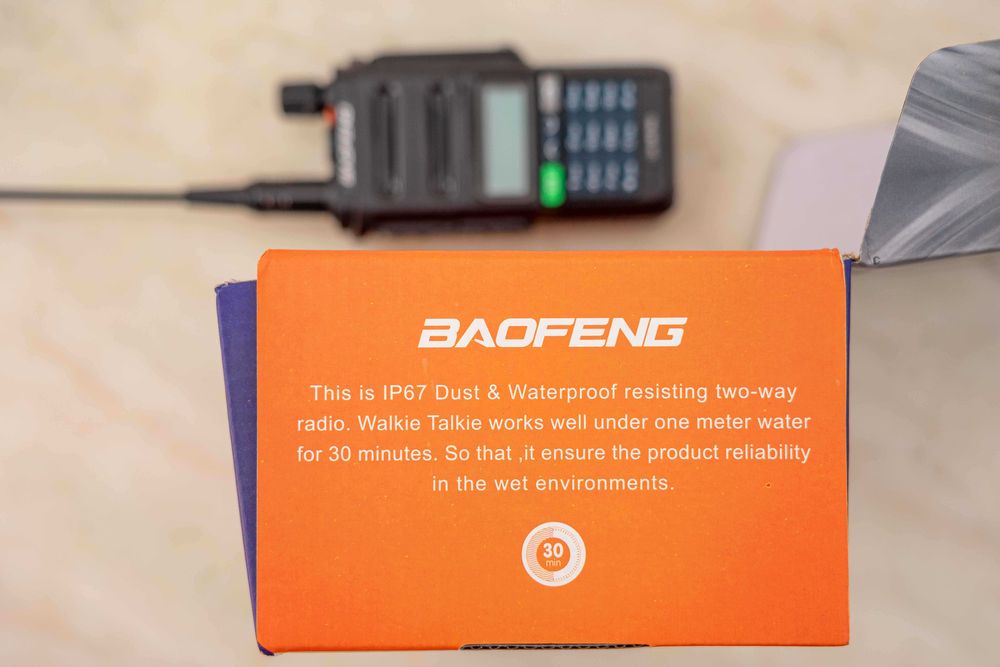 BAOFENG
This is IP67 Dust & Waterproof resisting two-way
radio. Walkie Talkie works well under one meter water
for 30 minutes. So that ,it ensure the product reliability
in the wet environments.
30
min